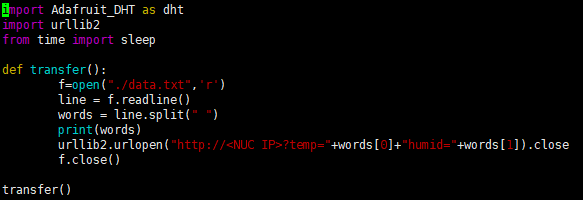 import Adafruit_DHT as dht
import urllib2
from time import sleep

def transfer():
        f=open("./data.txt",'r')
        line = f.readline()
        words = line.split(" ")
        print(words)
        urllib2.urlopen("http://<NUC IP>?temp="+words[0]+"humid="+words[1]).close
        f.close()

transfer()